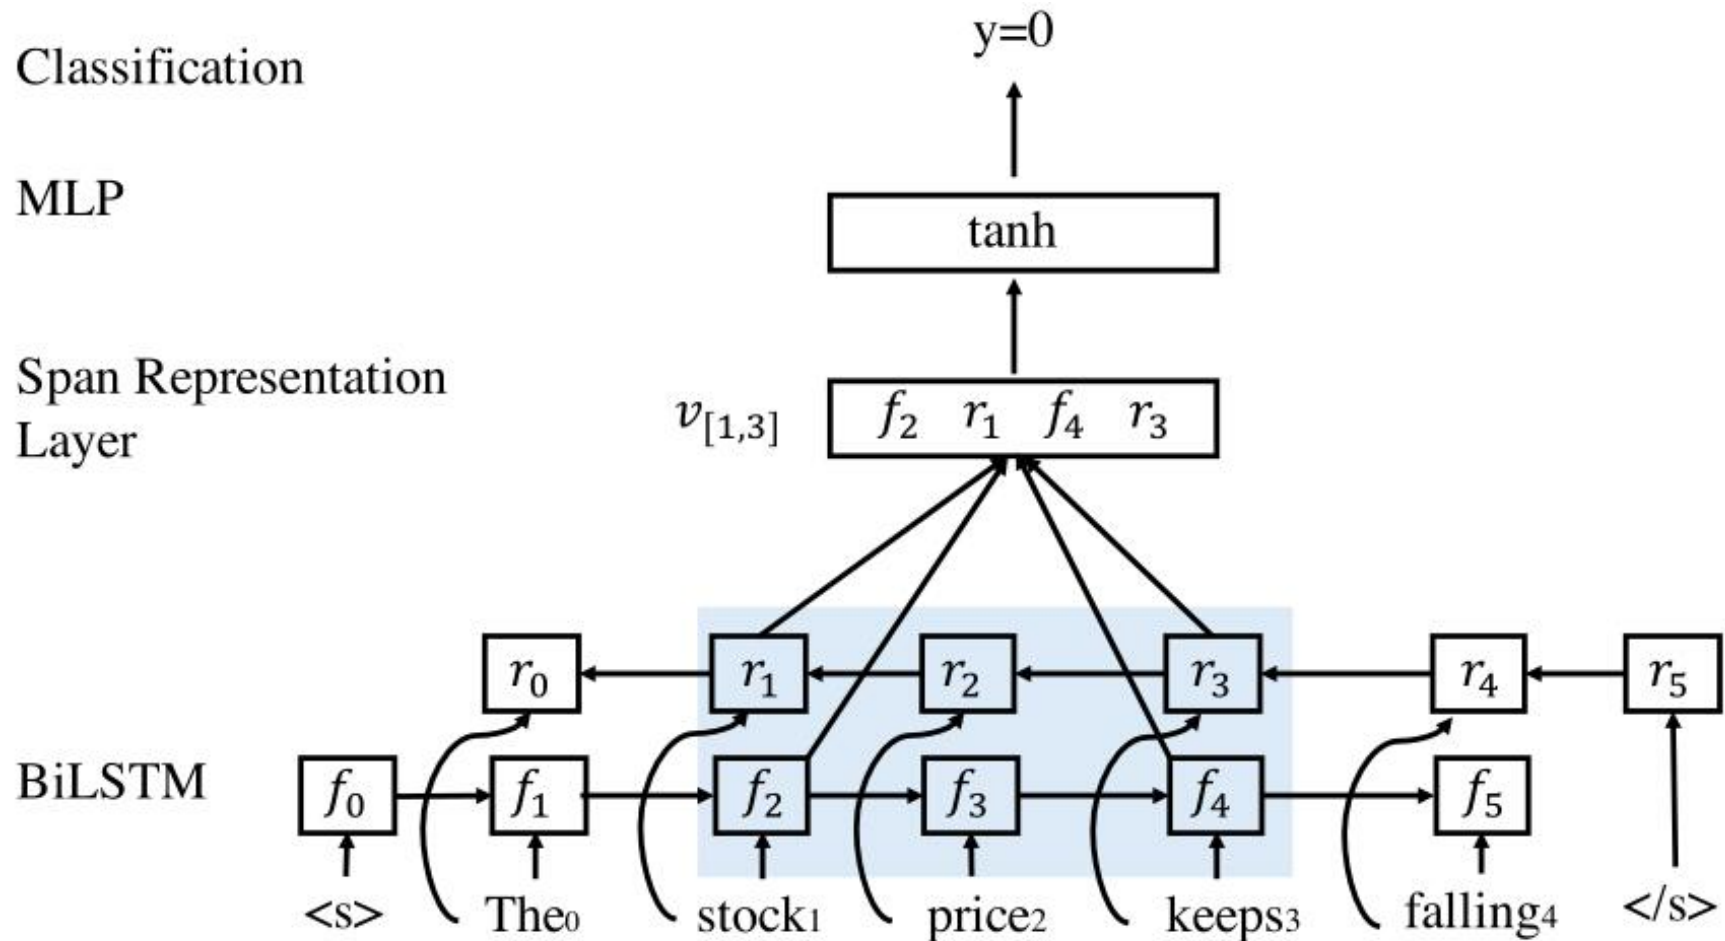 y=0
Classification
MLP
tanh
Span Representation
Layer
v[1,3]
f2 r1 f4 r3
r0 r1 r2 r3 r4 r5
BiLSTM
f0 f1 f2 f3 f4 f5
<s> The0 stock1 price2 keeps3 falling4 </s>